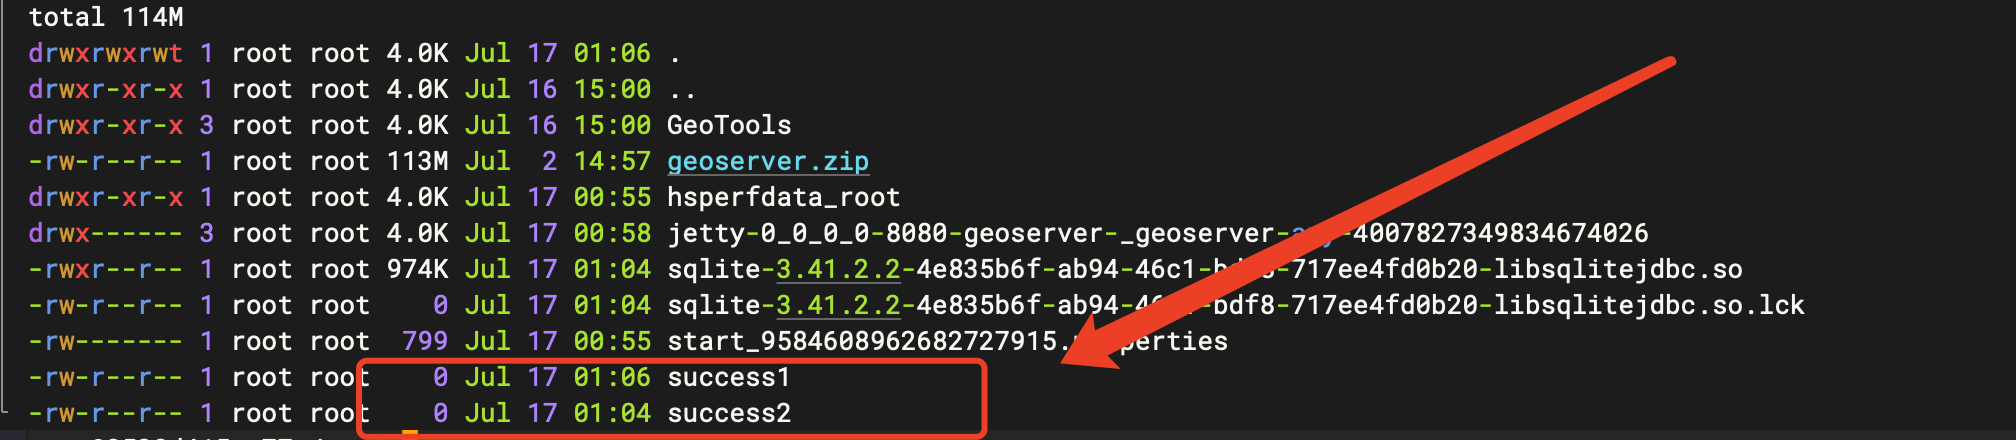 total 114M
drwxrwxrwt 1 root root 4.0K Jul 17 01:06 .
drwxr-xr-x 1 root root 4.0K Jul 16 15:00 ..
drwxr-xr-x 3 root root 4.0K Jul 16 15:00 GeoTools
-rw-r--r-- 1 root root 113M Jul  2 14:57 geoserver.zip
drwxr-xr-x 1 root root 4.0K Jul 17 00:55 hsperfdata_root
drwx------ 3 root root 4.0K Jul 17 00:58 jetty-0_0_0_0-8080-geoserver-_geoserver-any-4007827349834674026
-rwxr--r-- 1 root root 974K Jul 17 01:04 sqlite-3.41.2.2-4e835b6f-ab94-46c1-bdf8-717ee4fd0b20-libsqlitejdbc.so
-rw-r--r-- 1 root root    0 Jul 17 01:04 sqlite-3.41.2.2-4e835b6f-ab94-46c1-bdf8-717ee4fd0b20-libsqlitejdbc.so.lck
-rw------- 1 root root  799 Jul 17 00:55 start_9584608962682727915.properties
-rw-r--r-- 1 root root    0 Jul 17 01:06 success1
-rw-r--r-- 1 root root    0 Jul 17 01:04 success2